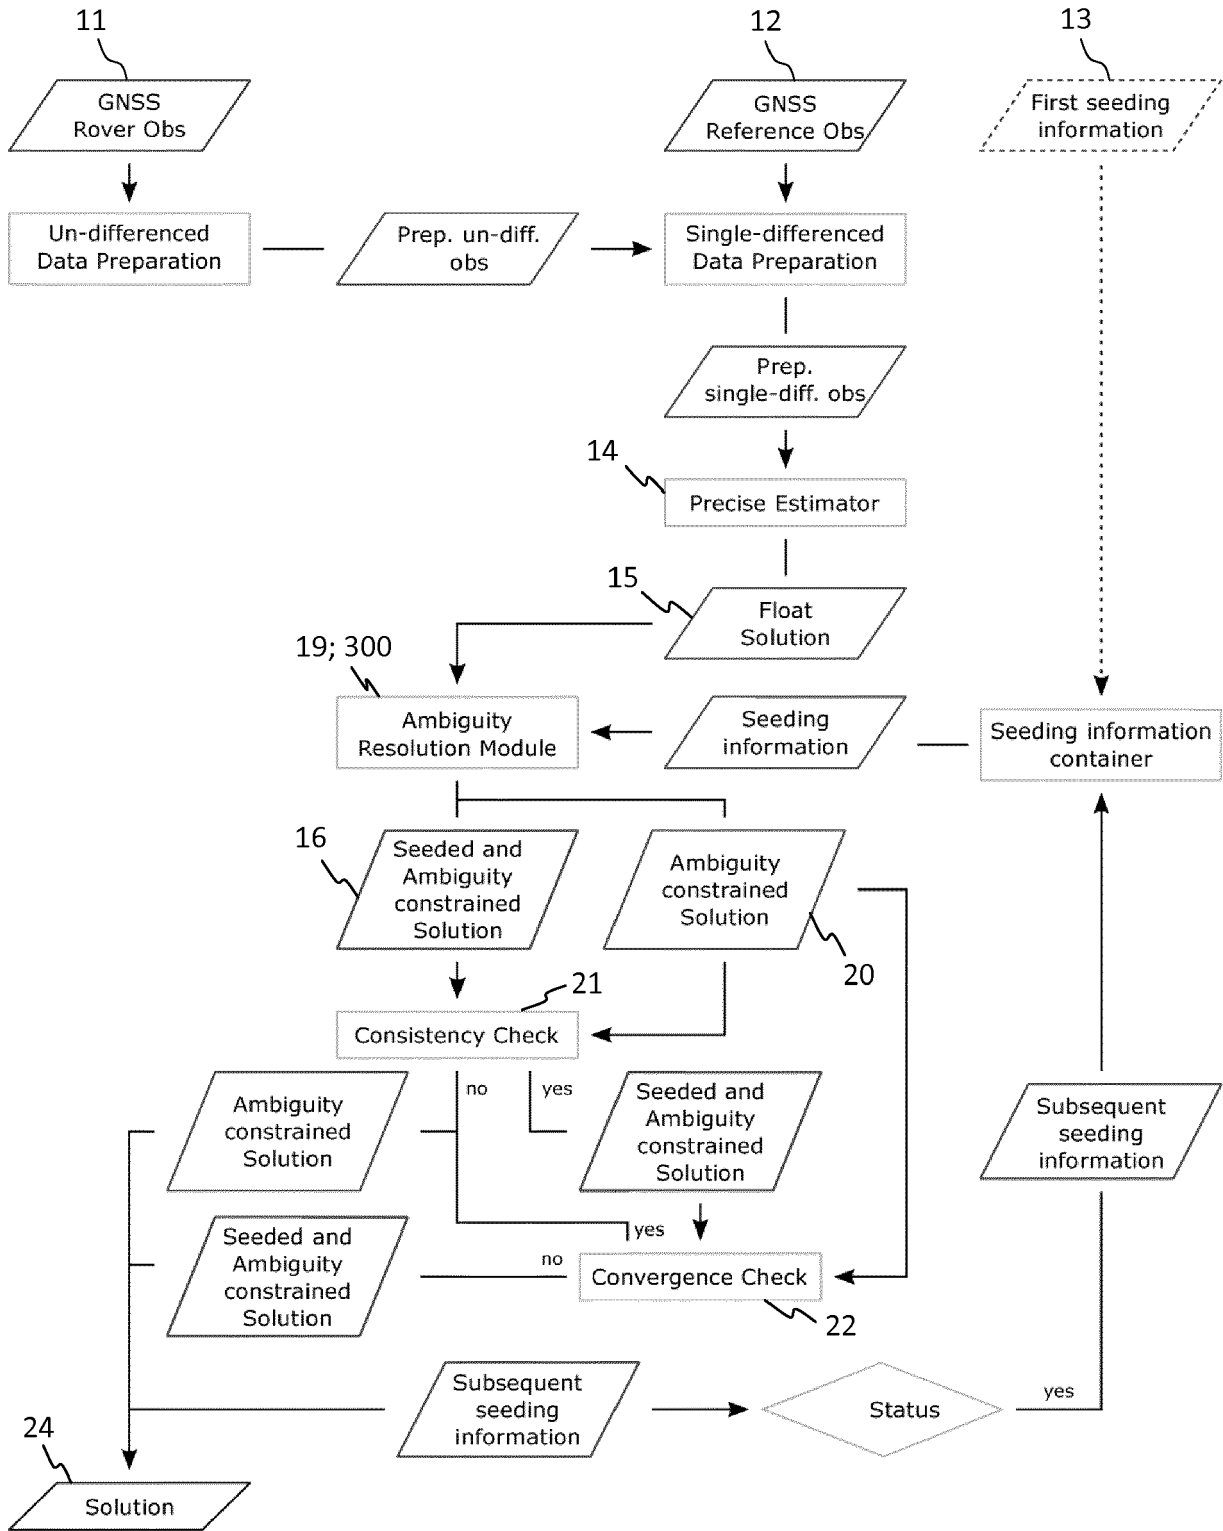 11
12
13
GNSS
Rover Obs
GNSS
Reference Obs
First seeding
information
Un-differenced
Data Preparation
Prep. un-diff.
obs
Single-differenced
Data Preparation
Prep.
single-diff. obs
14
Precise Estimator
15
Float
Solution
19; 300
Ambiguity
Resolution Module
Seeding
information
Seeding information
container
16
Seeded and
Ambiguity
constrained
Solution
Ambiguity
constrained
Solution
20
21
Consistency Check
no
yes
Ambiguity
constrained
Solution
Seeded and
Ambiguity
constrained
Solution
Subsequent
seeding
information
yes
Seeded and
Ambiguity
constrained
Solution
no
Convergence Check
22
Subsequent
seeding
information
Status
yes
24
Solution